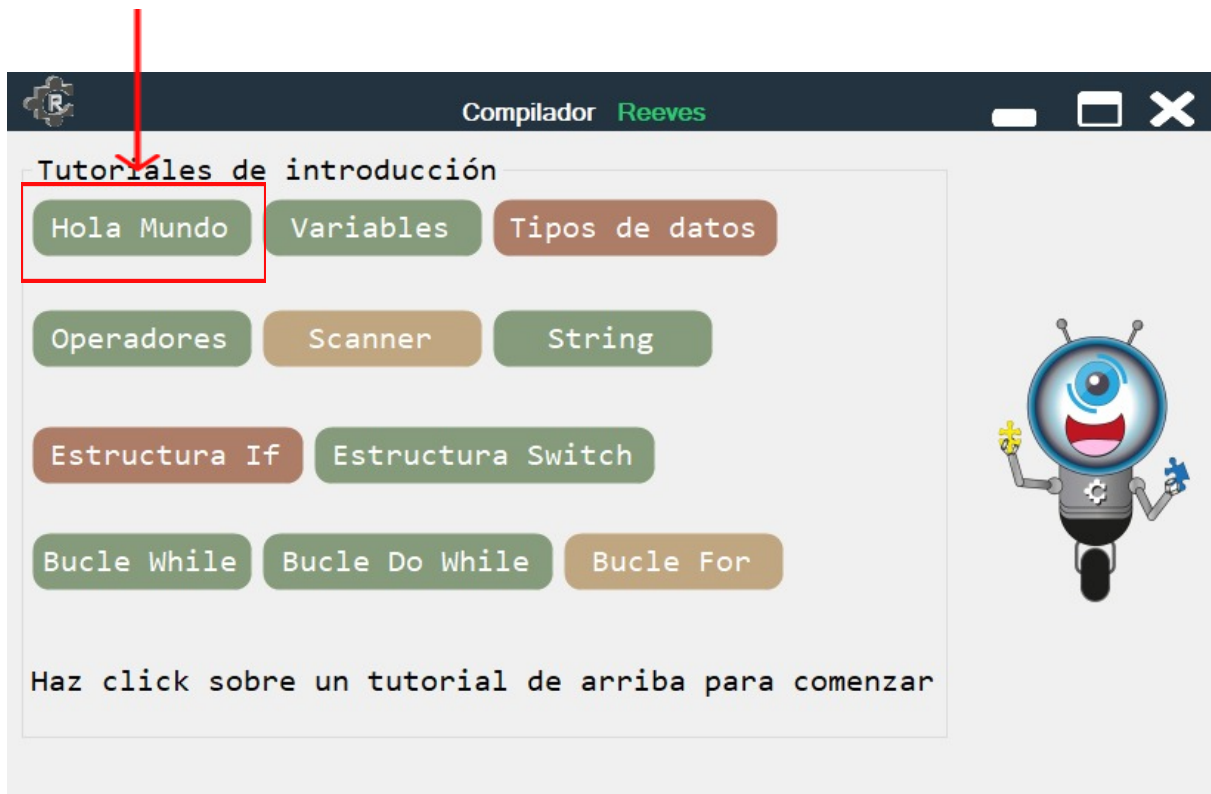 R
Compilador Reeves
Tutoriales de introducción
Hola Mundo Variables Tipos de datos
Operadores Scanner String
Estructura If Estructura Switch
Bucle While Bucle Do While Bucle For
Haz click sobre un tutorial de arriba para comenzar